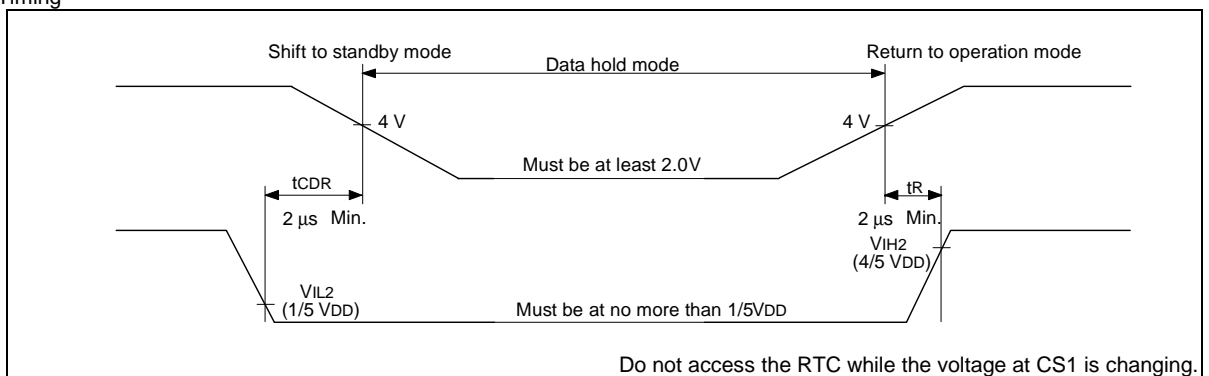 Timing
Shift to standby mode
Return to operation mode
Data hold mode
4 V
4 V
Must be at least 2.0V
tCDR
tR
2 µs Min.
2 µs Min.
VIH2
(4/5 VDD)
VIL2
(1/5 VDD)
Must be at no more than 1/5VDD
Do not access the RTC while the voltage at CS1 is changing.